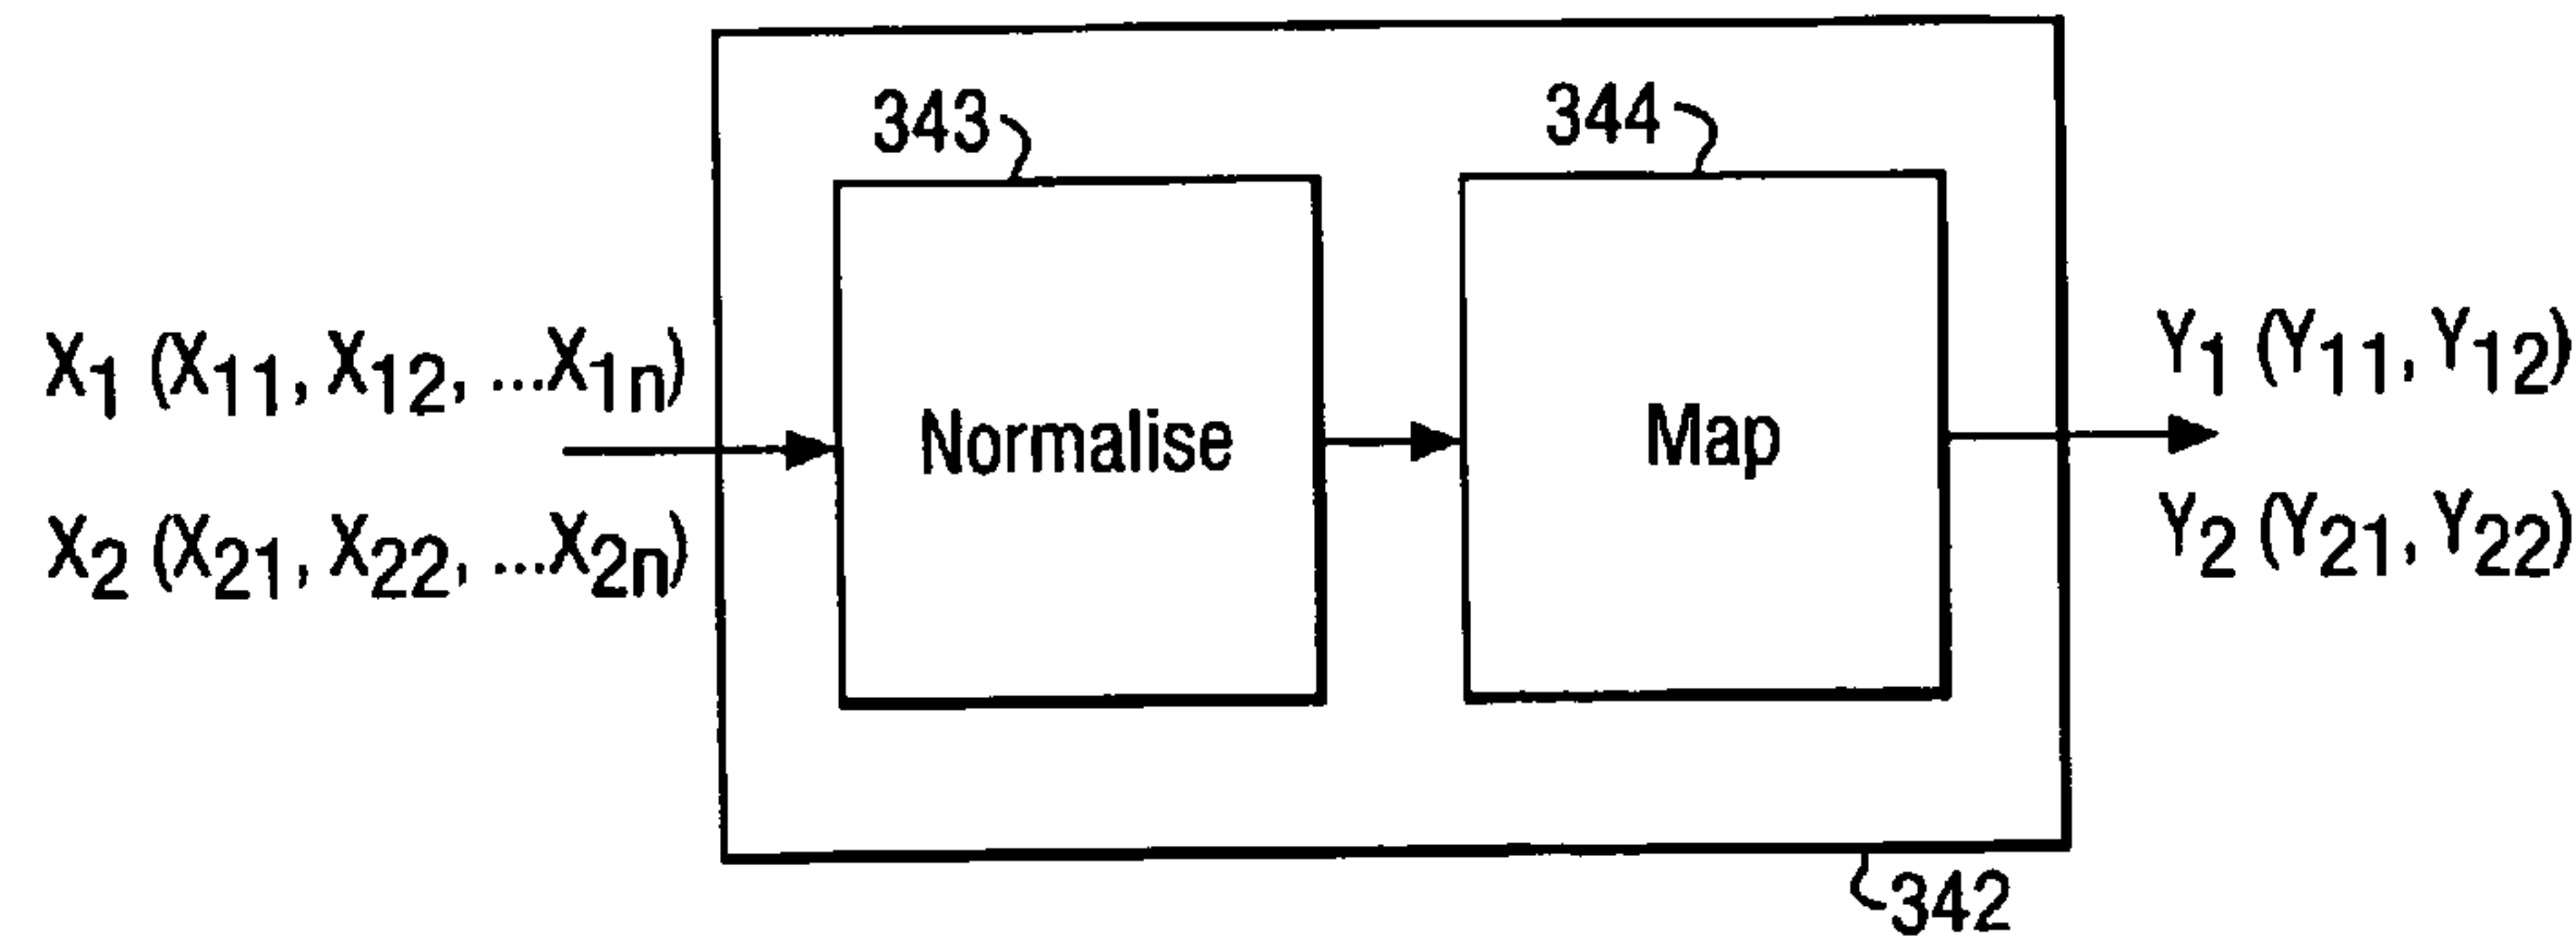 343
344
X1 (X11, X12, ...X1n)
Y1 (Y11, Y12)
Normalise
Map
X2 (X21, X22, ...X2n)
Y2 (Y21, Y22)
342